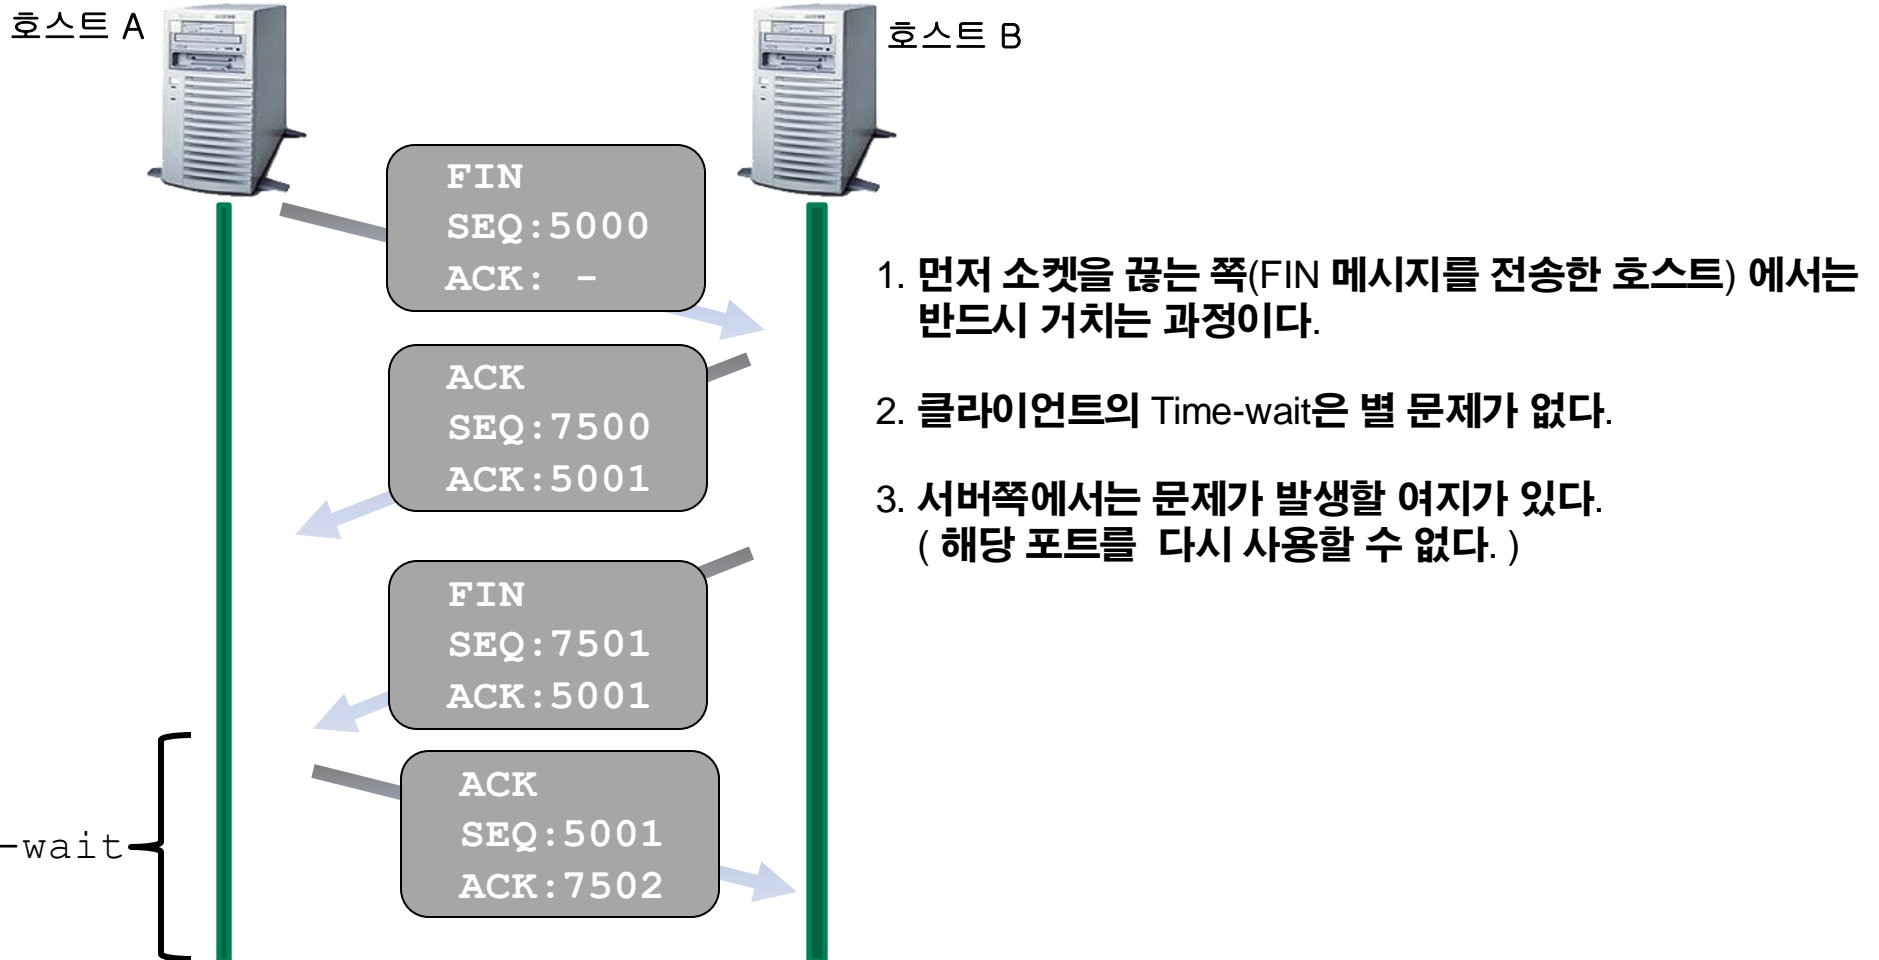 호스트 A
호스트 B
FIN
SEQ:5000
ACK: -
ACK
SEQ:7500
ACK:5001
FIN
SEQ:7501
ACK:5001
ACK
SEQ:5001
ACK:7502
-wait
1. 먼저 소켓을 끊는 쪽(FIN 메시지를 전송한 호스트) 에서는
반드시 거치는 과정이다.
2. 클라이언트의 Time-wait은 별 문제가 없다.
3. 서버쪽에서는 문제가 발생할 여지가 있다.
( 해당 포트를 다시 사용할 수 없다. )